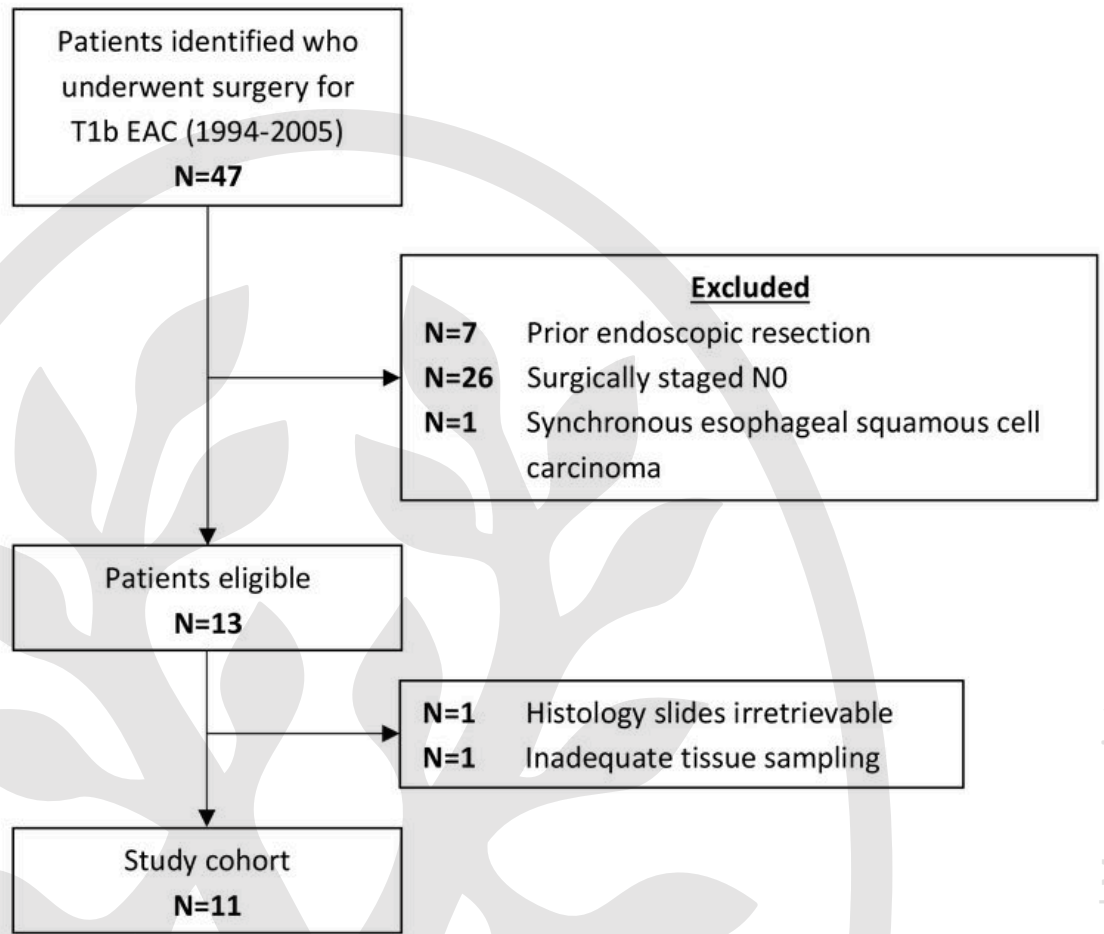 Patients identified who
underwent surgery for
T1b EAC (1994-2005)
N=47
Excluded
N=7 Prior endoscopic resection
N=26 Surgically staged N0
N=1 Synchronous esophageal squamous cell
carcinoma
Patients eligible
N=13
N=1 Histology slides irretrievable
N=1 Inadequate tissue sampling
Study cohort
N=11